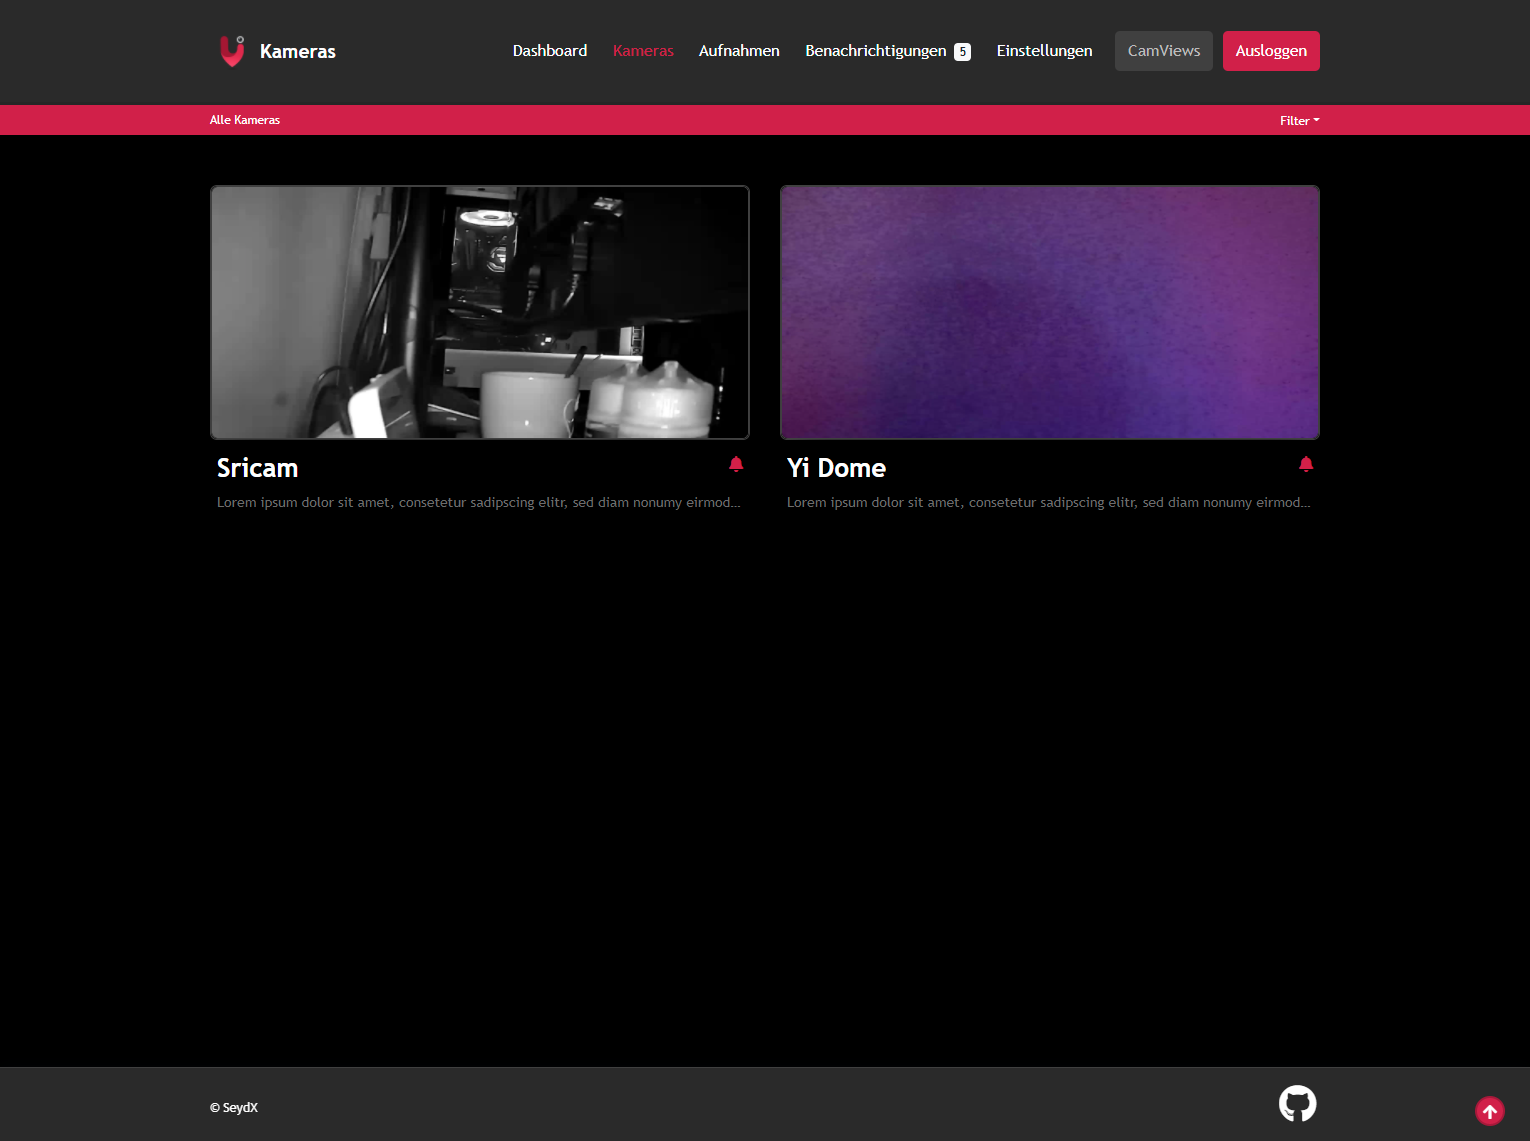 Kameras
Dashboard Kameras Aufnahmen Benachrichtigungen 5 Einstellungen CamViews Ausloggen
Alle Kameras Filter
Sricam
Lorem ipsum dolor sit amet, consetetur sadipscing elitr, sed diam nonumy eirmod...
Yi Dome
Lorem ipsum dolor sit amet, consetetur sadipscing elitr, sed diam nonumy eirmod...
© SeydX